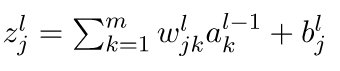 $z_j^l = \sum_{k=1}^{m} w_{jk}^l a_k^{l-1} + b_j^l$